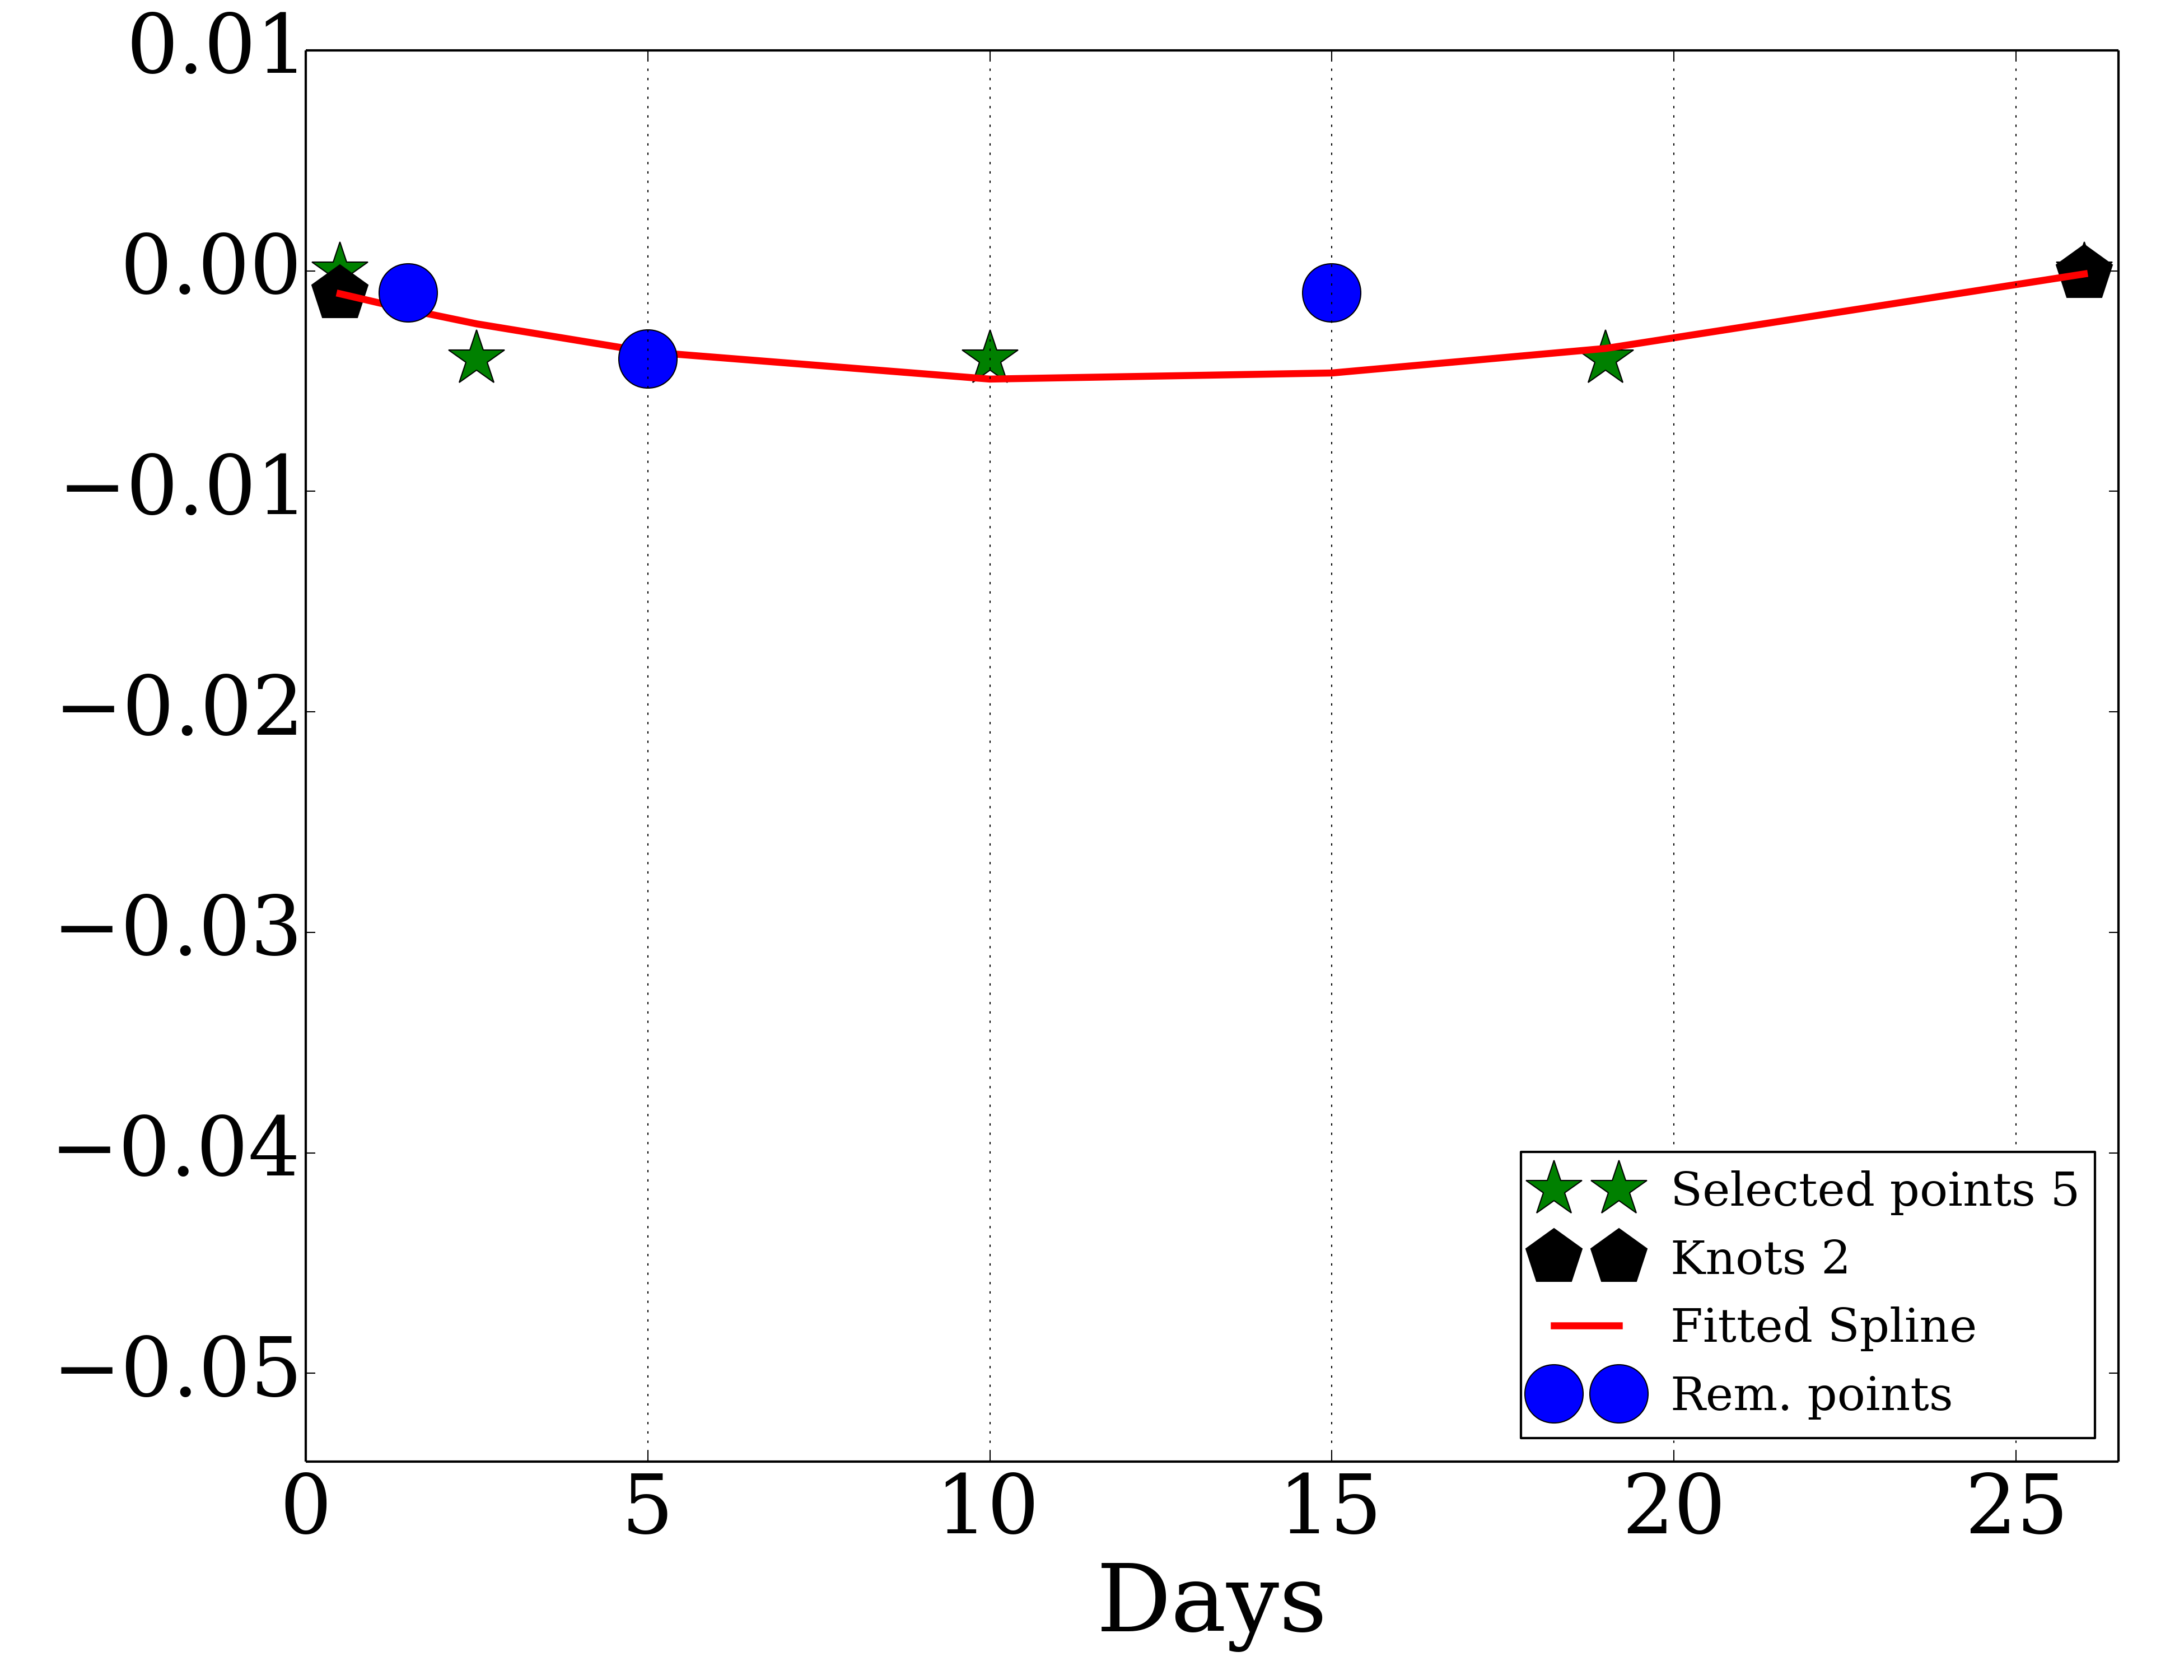 0.01
0.00
−0.01
−0.02
−0.03
−0.04
−0.05
Selected points 5
Knots 2
Fitted Spline
Rem. points
0 5 10 15 20 25
Days